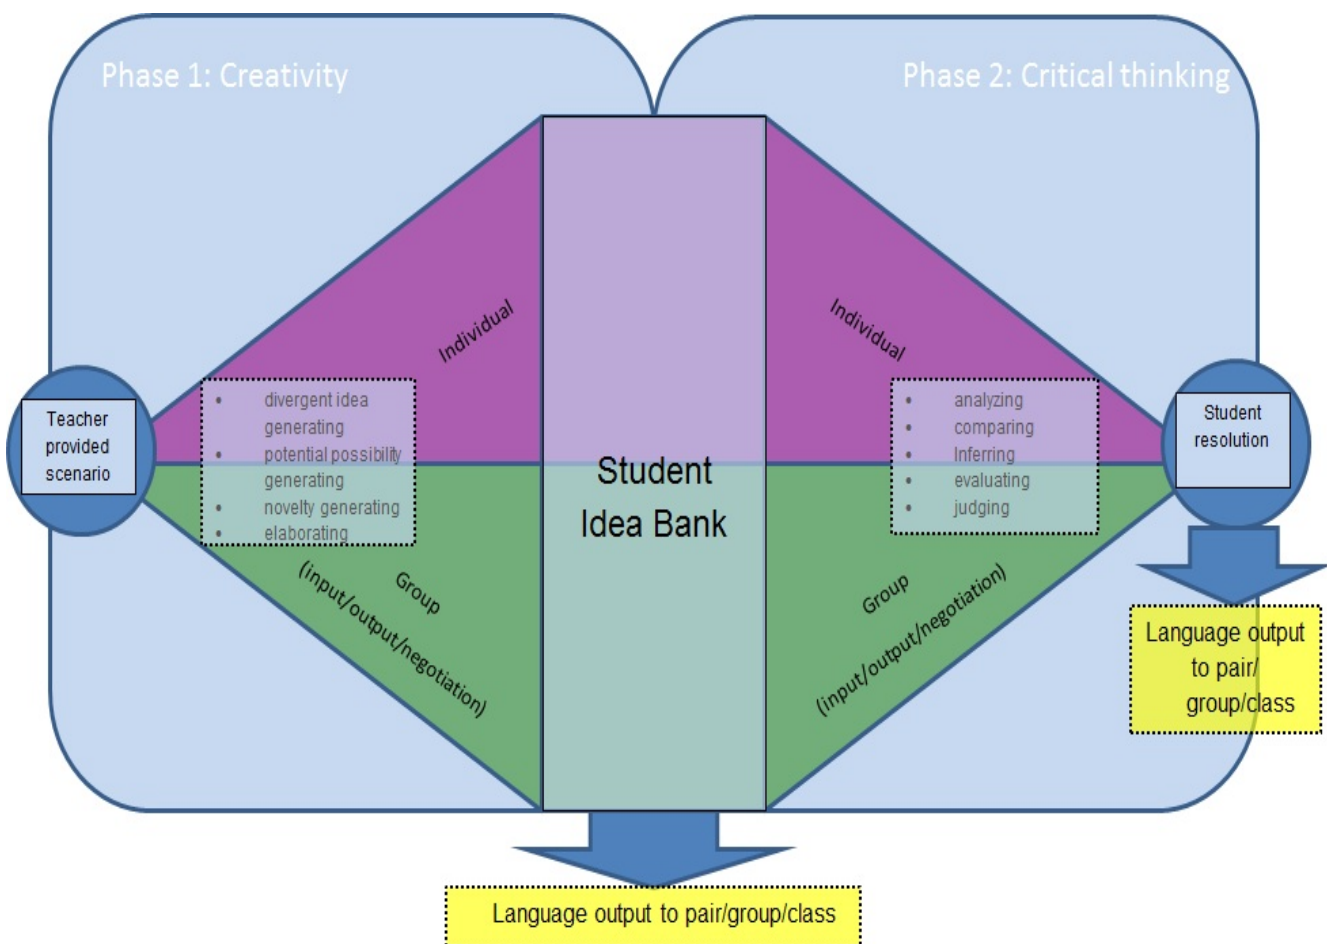 Phase 1: Creativity
Phase 2: Critical thinking
Individual
Individual
Teacher
provided
scenario
• divergent idea
generating
• potential possibility
generating
• novelty generating
• elaborating
Student
Idea Bank
• analyzing
• comparing
• Inferring
• evaluating
• judging
Student
resolution
Group
(input/output/negotiation)
Group
(input/output/negotiation)
Language output
to pair/
group/class
Language output to pair/group/class